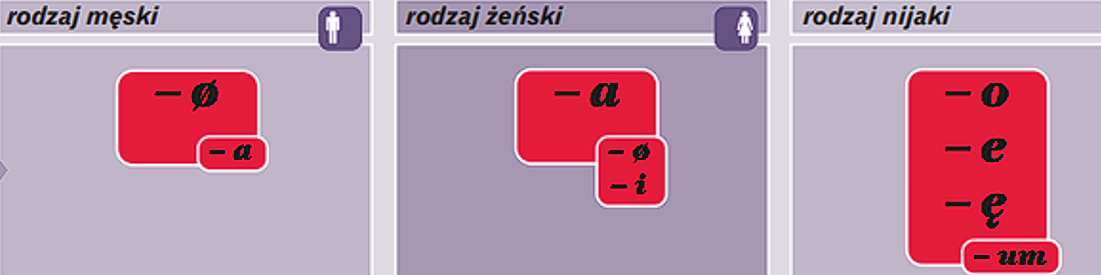 rodzaj męski
– ø
– a
rodzaj żeński
– a
– ø
– i
rodzaj nijaki
– o
– e
– ę
– um